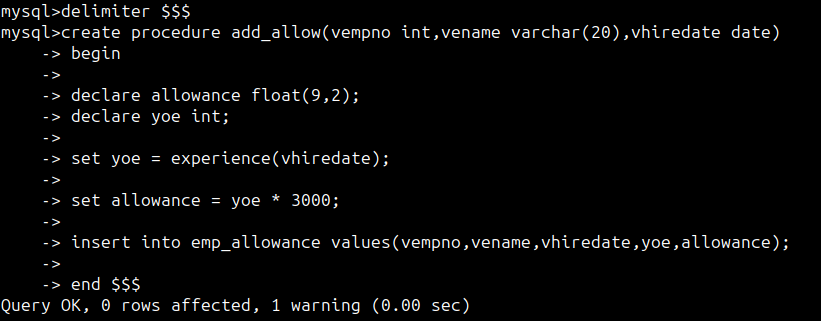 mysql>delimiter $$$
mysql>create procedure add_allow(vempno int,vename varchar(20),vhiredate date)
    -> begin
    ->
    -> declare allowance float(9,2);
    -> declare yoe int;
    ->
    -> set yoe = experience(vhiredate);
    ->
    -> set allowance = yoe * 3000;
    ->
    -> insert into emp_allowance values(vempno,vename,vhiredate,yoe,allowance);
    ->
    -> end $$$
Query OK, 0 rows affected, 1 warning (0.00 sec)